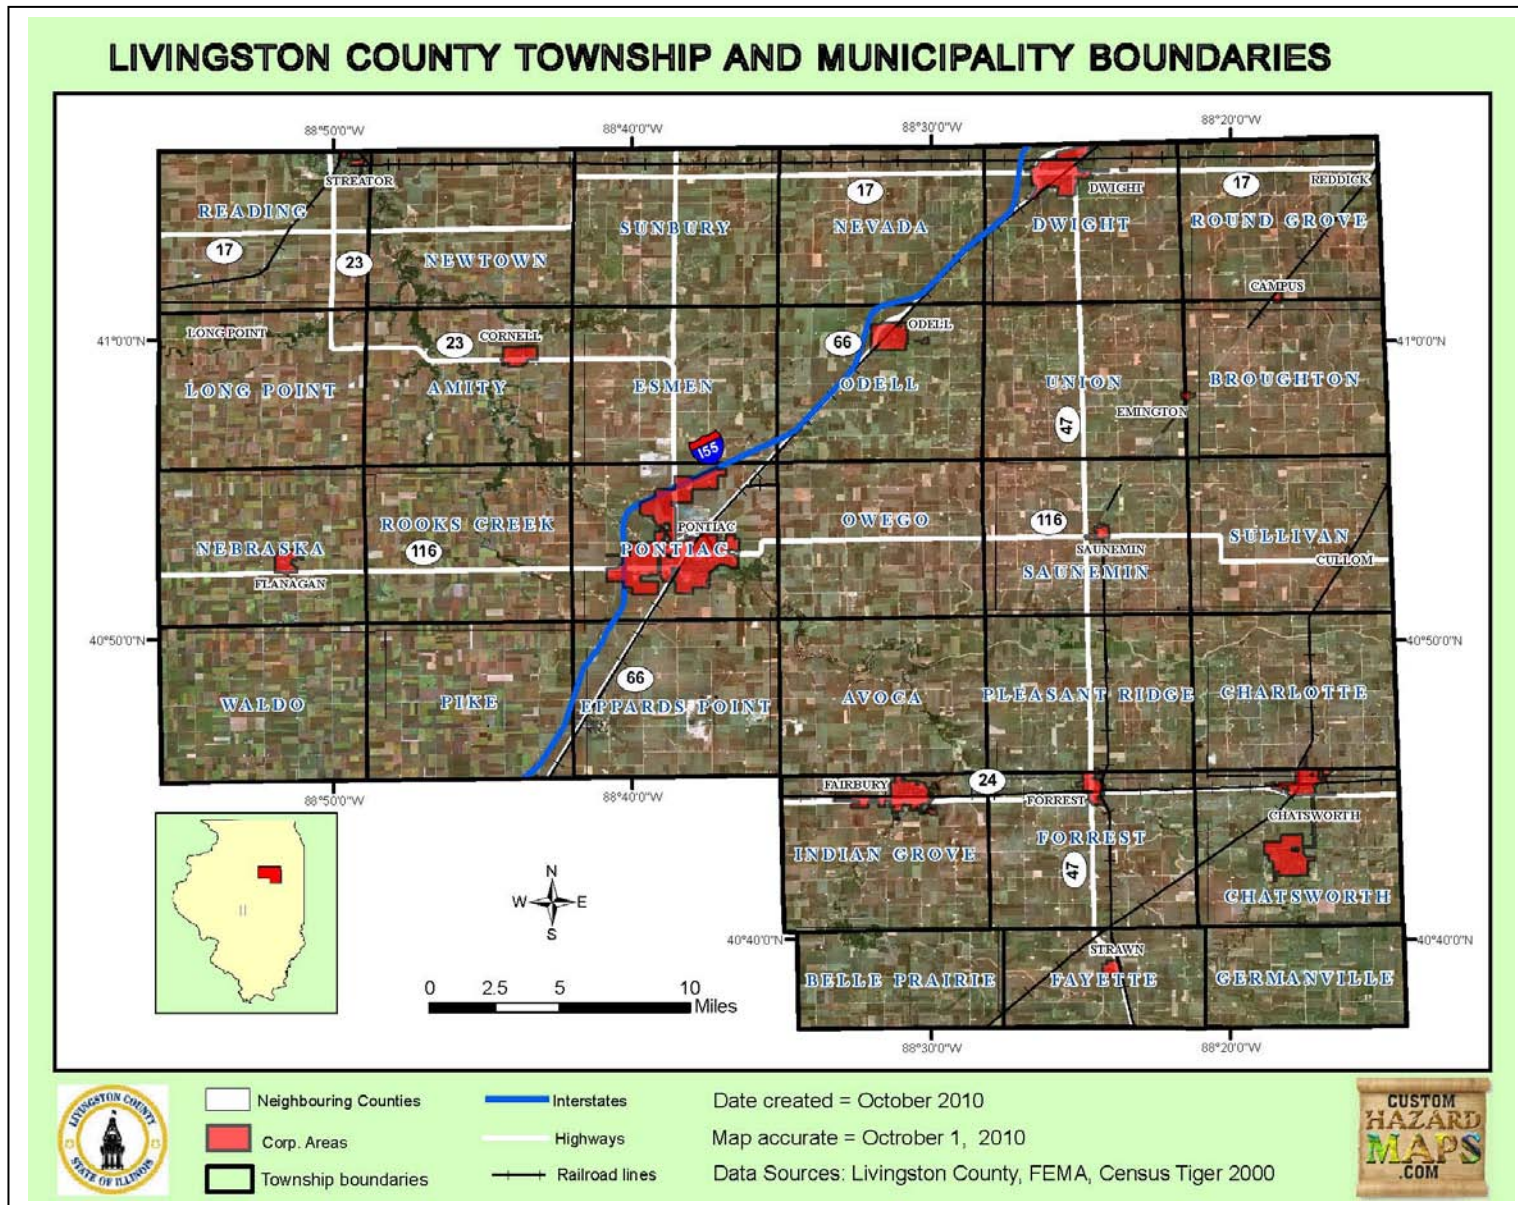 LIVINGSTON COUNTY TOWNSHIP AND MUNICIPALITY BOUNDARIES
88°50'0"W
88°40'0"W
88°30'0"W
88°20'0"W
STREATOR
DWIGHT
REDDICK
17
17
READING
SUNBURY
NEVADA
DWIGHT
ROUND GROVE
17
23
NEWTOWN
CAMPUS
LONG POINT
CORNELL
ODELL
41°0'0"N
23
66
41°0'0"N
LONG POINT
AMITY
ESMEN
ODELL
UNION
BROUGHTON
EMINGTON
47
I55
ROOKS CREEK
PONTIAC
OWEGO
116
NEBRASKA
116
PONTIAC
SAUNEMIN
SULLIVAN
FLANAGAN
SAUNEMIN
CULLOM
40°50'0"N
40°50'0"N
66
WALDO
PIKE
EPPARDS POINT
AVOCA
PLEASANT RIDGE
CHARLOTTE
FAIRBURY
24
FORREST
88°50'0"W
88°40'0"W
CHATSWORTH
INDIAN GROVE
FORREST
47
CHATSWORTH
40°40'0"N
40°40'0"N
STRAWN
BELLE PRAIRIE
FAYETTE
GERMANVILLE
88°30'0"W
88°20'0"W
Il
N
W
E
S
0 2.5 5 10
Miles
LIVINGSTON COUNTY
STATE OF ILLINOIS
Neighbouring Counties
Corp. Areas
Township boundaries
Interstates
Highways
Railroad lines
Date created = October 2010
Map accurate = Octrober 1, 2010
Data Sources: Livingston County, FEMA, Census Tiger 2000
CUSTOM
HAZARD
MAPS
.COM